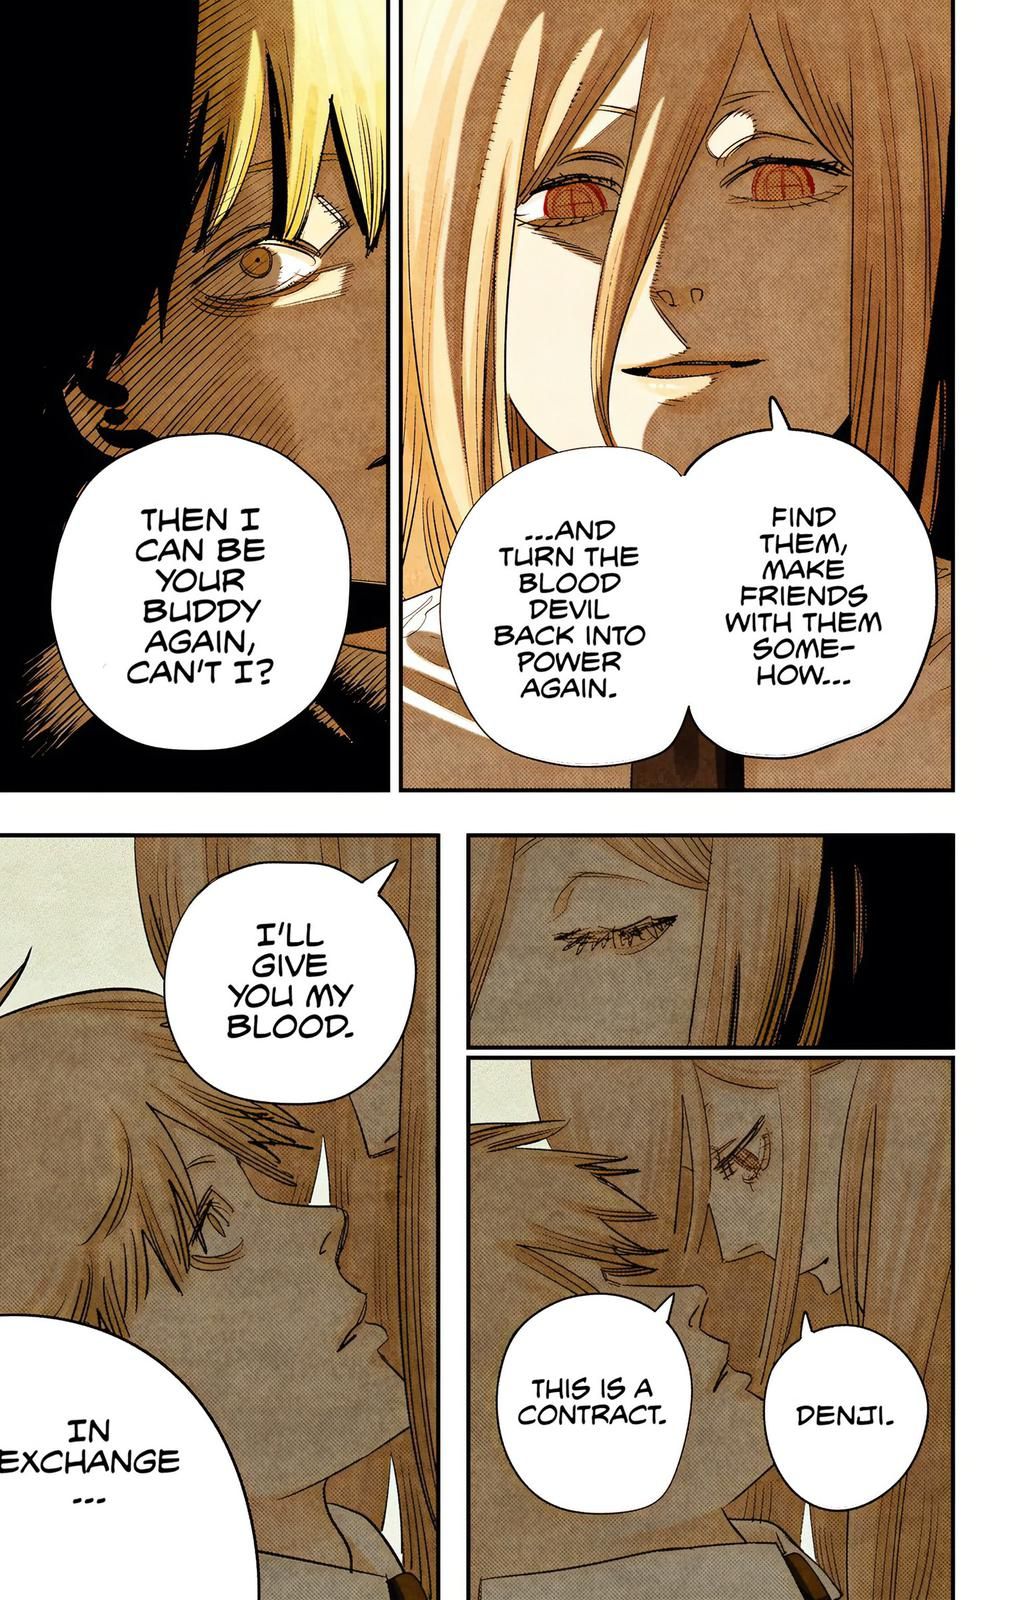 FIND
THEM,
MAKE
FRIENDS
WITH THEM
SOME-
HOW...
...AND
TURN THE
BLOOD
DEVIL
BACK INTO
POWER
AGAIN.
THEN I
CAN BE
YOUR
BUDDY
AGAIN,
CAN'T I?
DENJI.
THIS IS A
CONTRACT.
I'LL
GIVE
YOU MY
BLOOD.
IN
EXCHANGE
...